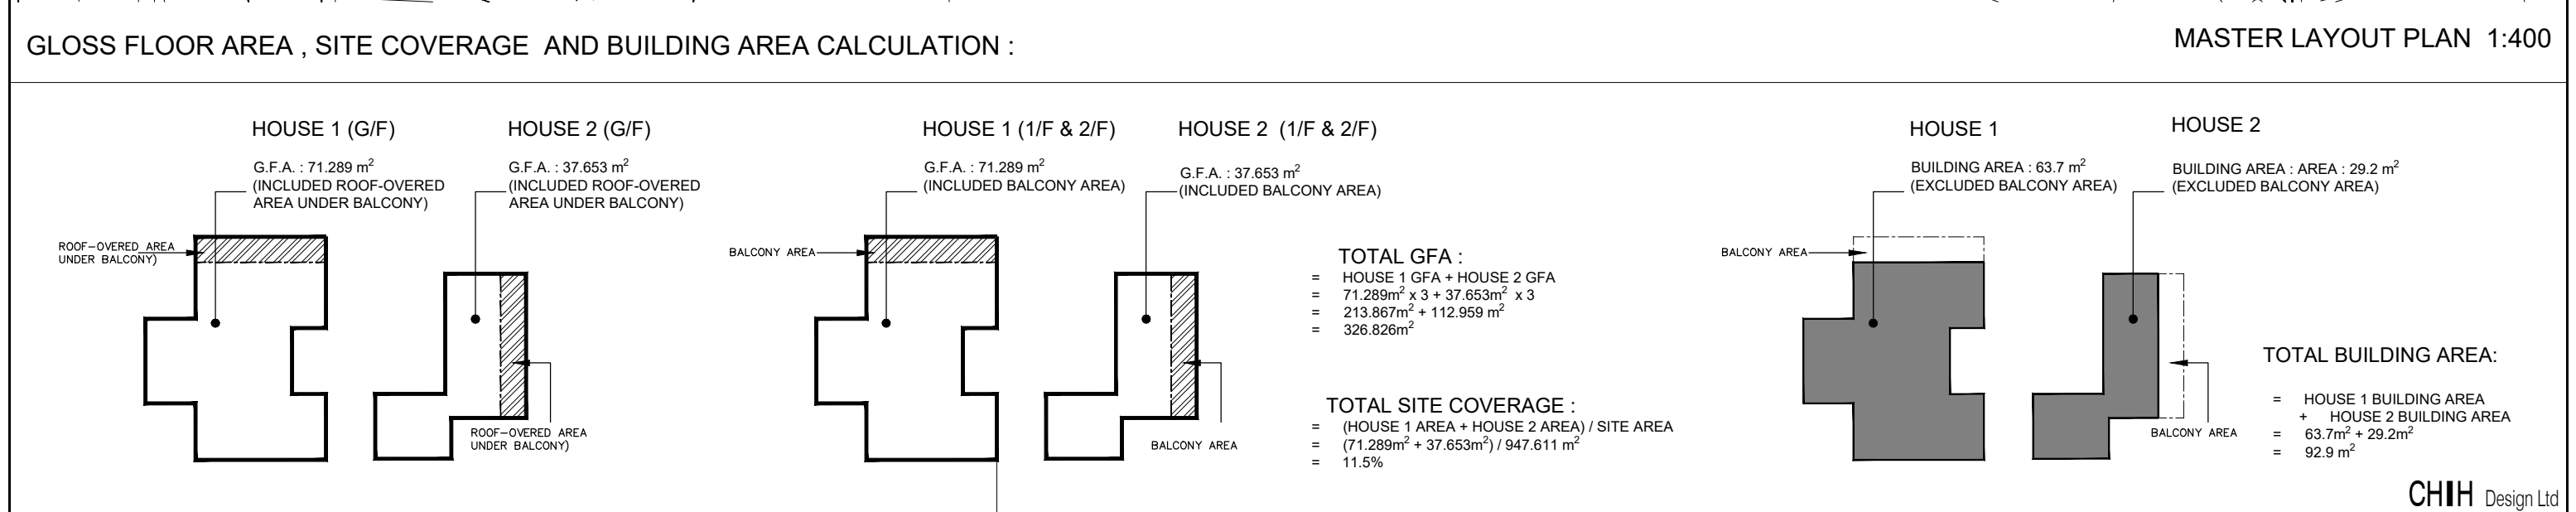 GLOSS FLOOR AREA , SITE COVERAGE  AND BUILDING AREA CALCULATION :
MASTER LAYOUT PLAN  1:400
HOUSE 1 (G/F)
G.F.A. : 71.289 m²
(INCLUDED ROOF-OVERED
AREA UNDER BALCONY)
ROOF-OVERED AREA
UNDER BALCONY)
HOUSE 2 (G/F)
G.F.A. : 37.653 m²
(INCLUDED ROOF-OVERED
AREA UNDER BALCONY)
ROOF-OVERED AREA
UNDER BALCONY)
HOUSE 1 (1/F & 2/F)
G.F.A. : 71.289 m²
(INCLUDED BALCONY AREA)
BALCONY AREA
HOUSE 2  (1/F & 2/F)
G.F.A. : 37.653 m²
(INCLUDED BALCONY AREA)
BALCONY AREA
TOTAL GFA :
= HOUSE 1 GFA + HOUSE 2 GFA
= 71.289m² x 3 + 37.653m² x 3
= 213.867m² + 112.959 m²
= 326.826m²
TOTAL SITE COVERAGE :
= (HOUSE 1 AREA + HOUSE 2 AREA) / SITE AREA
= (71.289m² + 37.653m²) / 947.611 m²
= 11.5%
HOUSE 1
BUILDING AREA : 63.7 m²
(EXCLUDED BALCONY AREA)
BALCONY AREA
HOUSE 2
BUILDING AREA : AREA : 29.2 m²
(EXCLUDED BALCONY AREA)
BALCONY AREA
TOTAL BUILDING AREA:
= HOUSE 1 BUILDING AREA
+ HOUSE 2 BUILDING AREA
= 63.7m² + 29.2m²
= 92.9 m²
CHIH Design Ltd